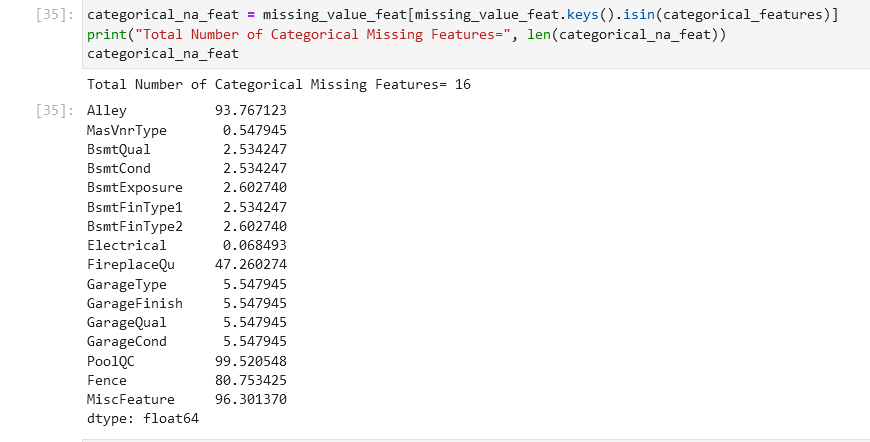 [35]: categorical_na_feat = missing_value_feat[missing_value_feat.keys().isin(categorical_features)]
print("Total Number of Categorical Missing Features=", len(categorical_na_feat))
categorical_na_feat
Total Number of Categorical Missing Features= 16
[35]: Alley 93.767123
MasVnrType 0.547945
BsmtQual 2.534247
BsmtCond 2.534247
BsmtExposure 2.602740
BsmtFinType1 2.534247
BsmtFinType2 2.602740
Electrical 0.068493
FireplaceQu 47.260274
GarageType 5.547945
GarageFinish 5.547945
GarageQual 5.547945
GarageCond 5.547945
PoolQC 99.520548
Fence 80.753425
MiscFeature 96.301370
dtype: float64